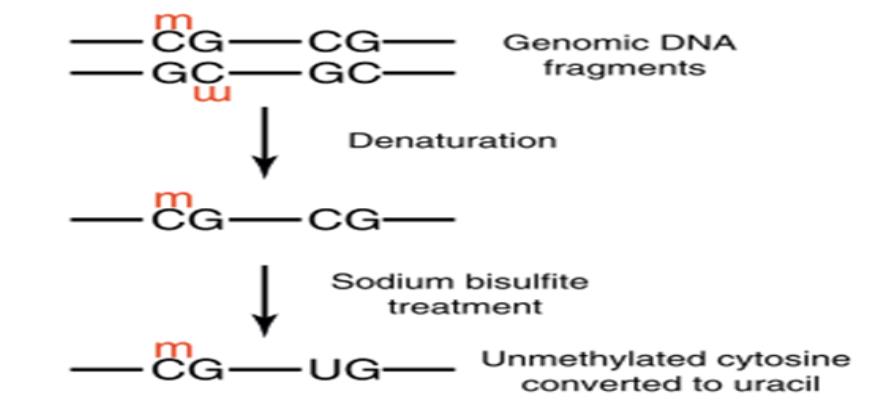 m
CG CG Genomic DNA
GC GC fragments
m
Denaturation
m
CG CG
Sodium bisulfite
treatment
m
CG UG Unmethylated cytosine
converted to uracil